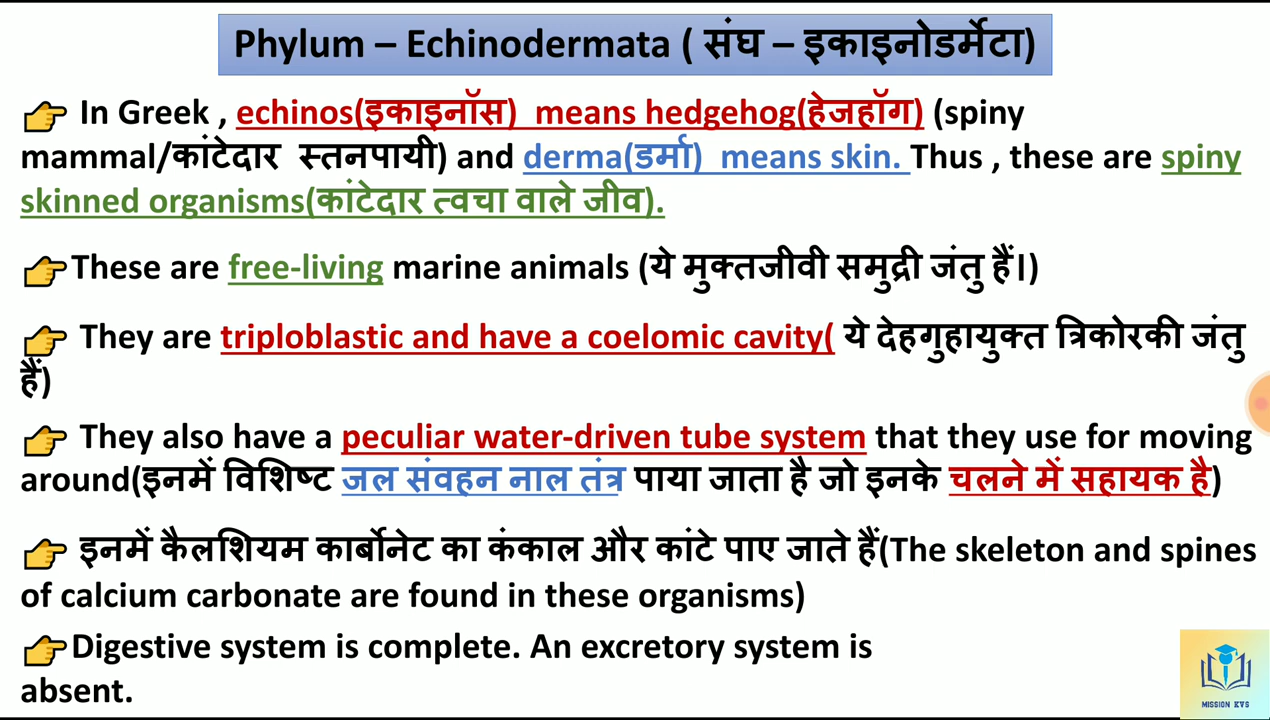 Phylum – Echinodermata ( संघ – इकाइनोडर्मेटा)
👉 In Greek , echinos(इकाइनॉस) means hedgehog(हेजहॉग) (spiny
mammal/कांटेदार स्तनपायी) and derma(डर्मा) means skin. Thus , these are spiny
skinned organisms(कांटेदार त्वचा वाले जीव).
👉These are free-living marine animals (ये मुक्तजीवी समुद्री जंतु हैं।)
👉 They are triploblastic and have a coelomic cavity( ये देहगुहायुक्त त्रिकोरकी जंतु
हैं)
👉 They also have a peculiar water-driven tube system that they use for moving
around(इनमें विशिष्ट जल संवहन नाल तंत्र पाया जाता है जो इनके चलने में सहायक है)
👉 इनमें कैलशियम कार्बोनेट का कंकाल और कांटे पाए जाते हैं(The skeleton and spines
of calcium carbonate are found in these organisms)
👉Digestive system is complete. An excretory system is
absent.
MISSION KVS